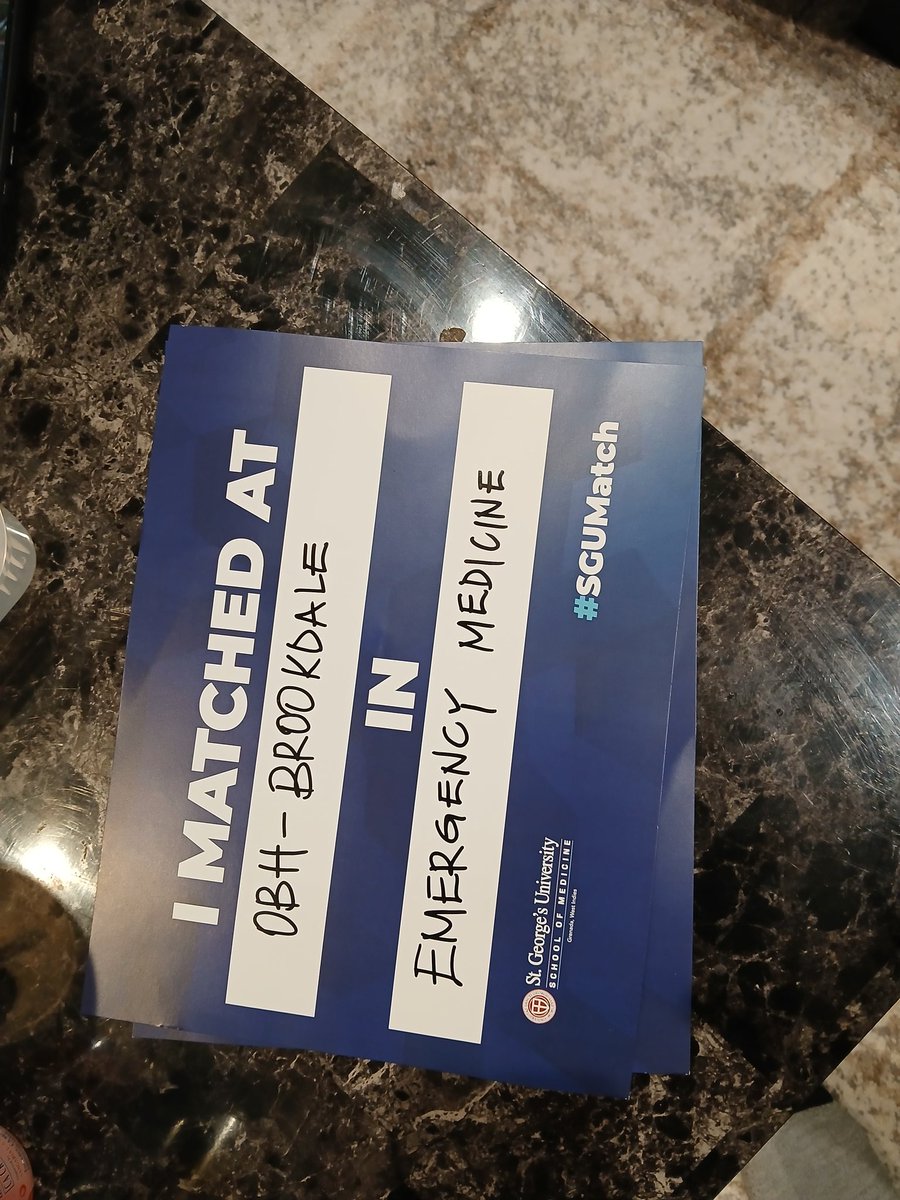 I MATCHED AT
OBH-BROOKDALE
IN
EMERGENCY MEDICINE
#SGUMatch
St. George's University
SCHOOL OF MEDICINE
Grenada, West Indies